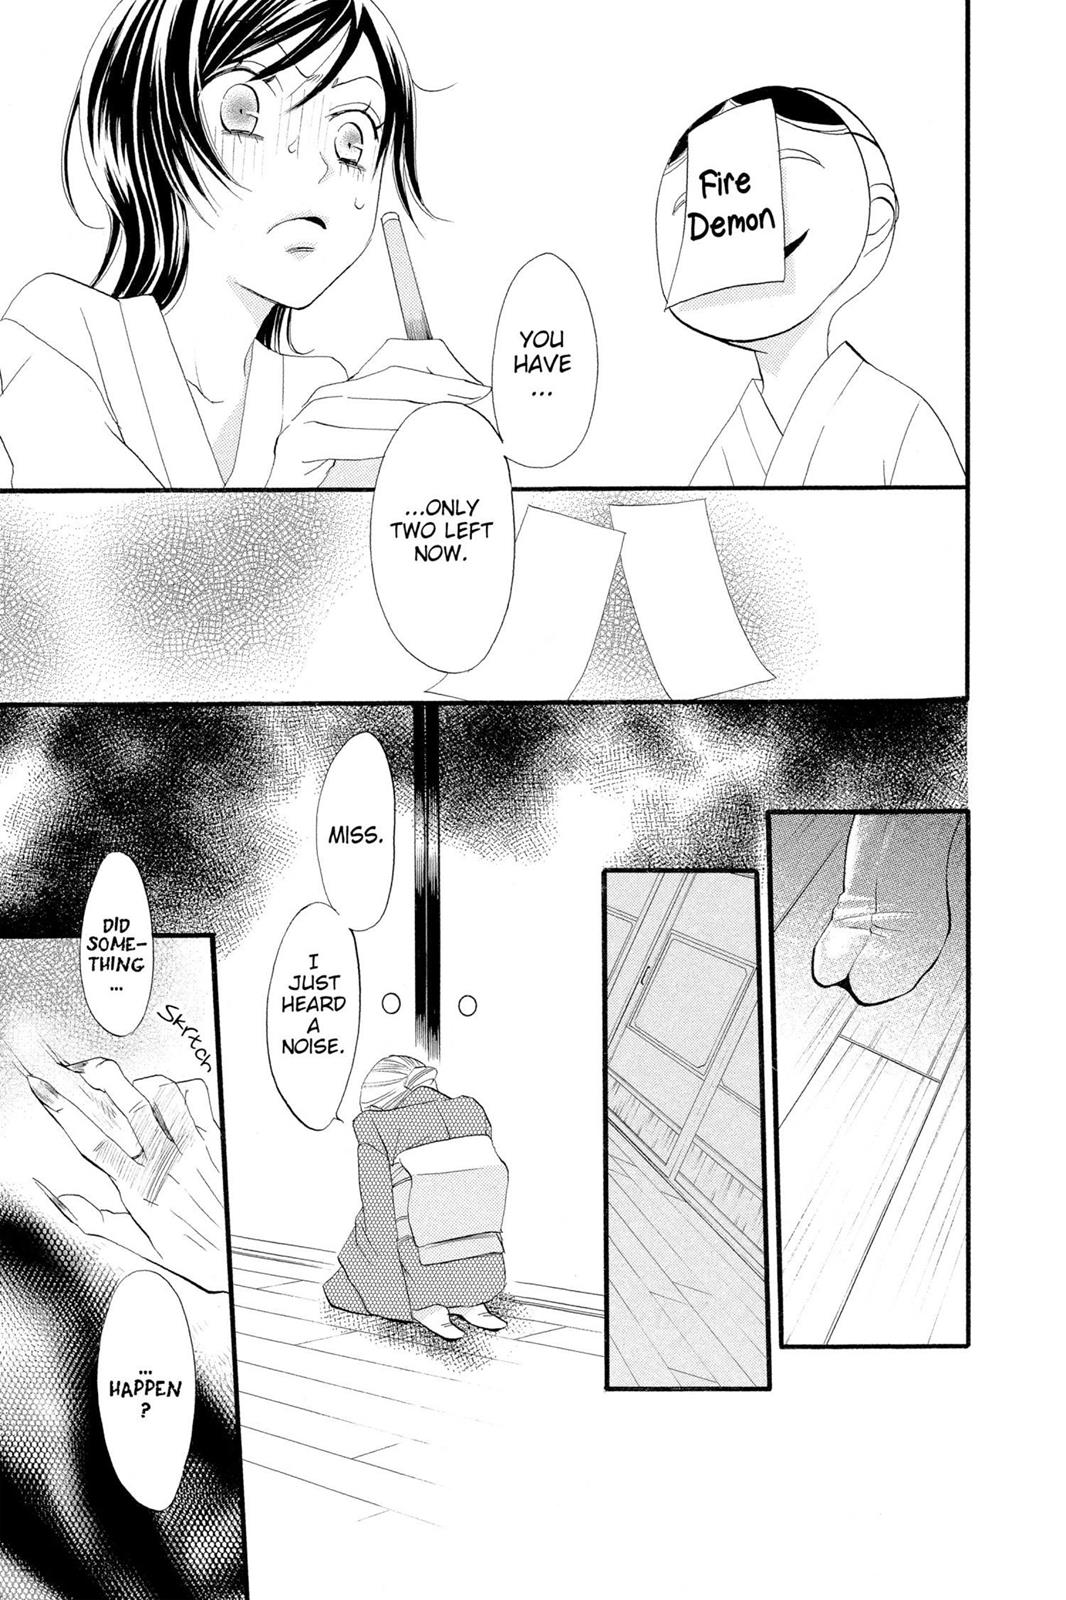 Fire
Demon
YOU
HAVE
...
...ONLY
TWO LEFT
NOW.
MISS.
I
JUST
HEARD
A
NOISE.
DID
SOME-
THING
...
Skrtch
...
HAPPEN
?